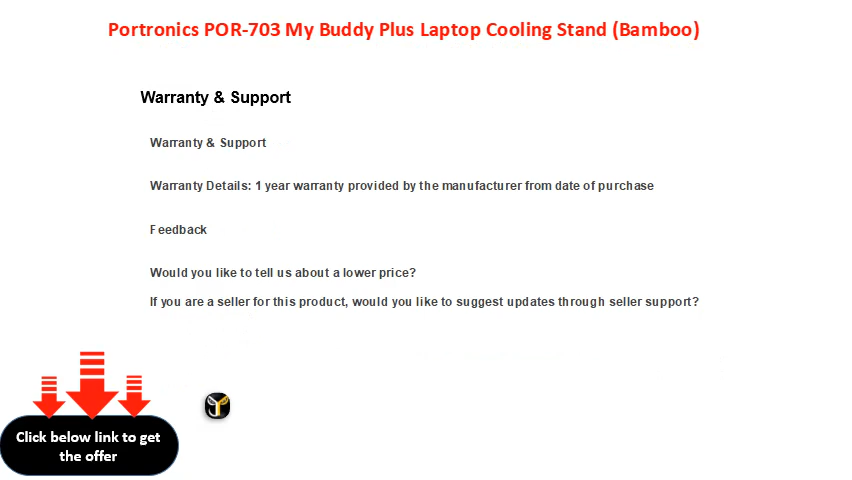 Portronics POR-703 My Buddy Plus Laptop Cooling Stand (Bamboo)
Warranty & Support
Warranty & Support
Warranty Details: 1 year warranty provided by the manufacturer from date of purchase
Feedback
Would you like to tell us about a lower price?
If you are a seller for this product, would you like to suggest updates through seller support?
Click below link to get
the offer